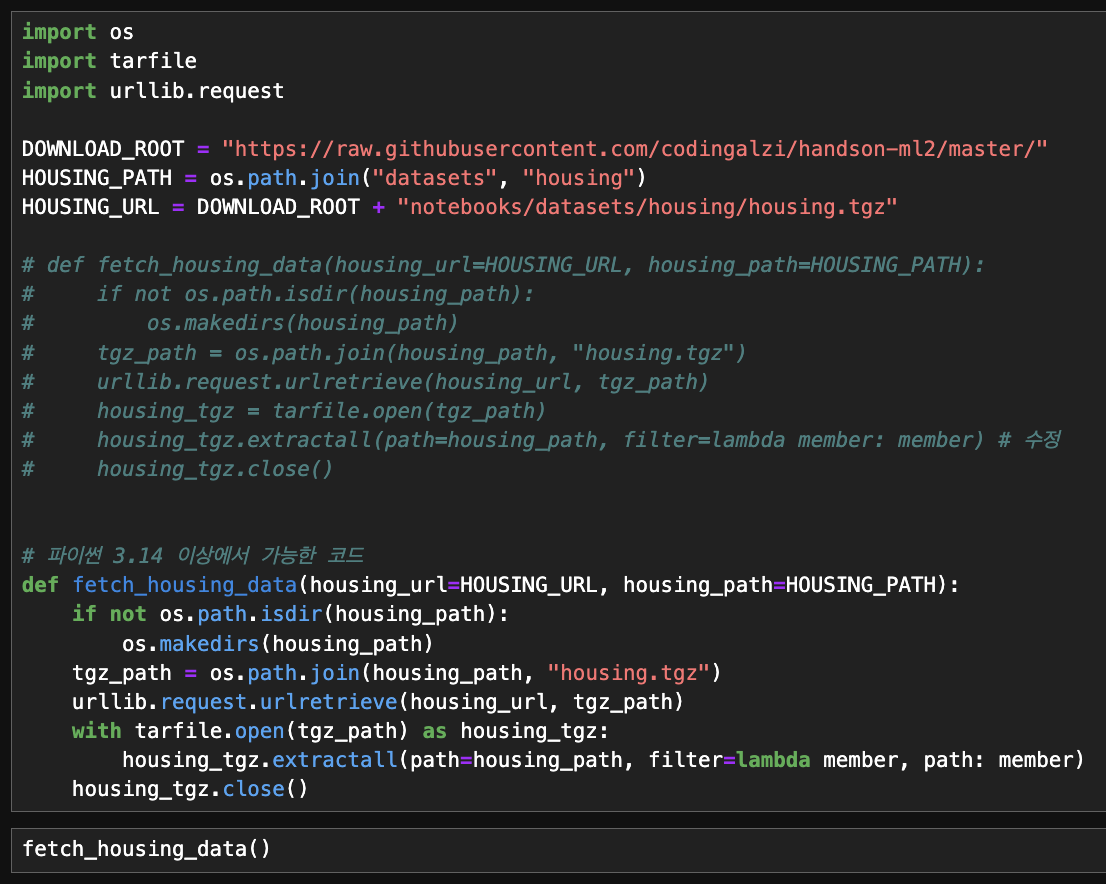 import os
import tarfile
import urllib.request

DOWNLOAD_ROOT = "https://raw.githubusercontent.com/codingalzi/handson-ml2/master/"
HOUSING_PATH = os.path.join("datasets", "housing")
HOUSING_URL = DOWNLOAD_ROOT + "notebooks/datasets/housing/housing.tgz"

# def fetch_housing_data(housing_url=HOUSING_URL, housing_path=HOUSING_PATH):
#     if not os.path.isdir(housing_path):
#         os.makedirs(housing_path)
#     tgz_path = os.path.join(housing_path, "housing.tgz")
#     urllib.request.urlretrieve(housing_url, tgz_path)
#     housing_tgz = tarfile.open(tgz_path)
#     housing_tgz.extractall(path=housing_path, filter=lambda member: member) # 수정
#     housing_tgz.close()


# 파이썬 3.14 이상에서 가능한 코드
def fetch_housing_data(housing_url=HOUSING_URL, housing_path=HOUSING_PATH):
    if not os.path.isdir(housing_path):
        os.makedirs(housing_path)
    tgz_path = os.path.join(housing_path, "housing.tgz")
    urllib.request.urlretrieve(housing_url, tgz_path)
    with tarfile.open(tgz_path) as housing_tgz:
        housing_tgz.extractall(path=housing_path, filter=lambda member, path: member)
    housing_tgz.close()

fetch_housing_data()